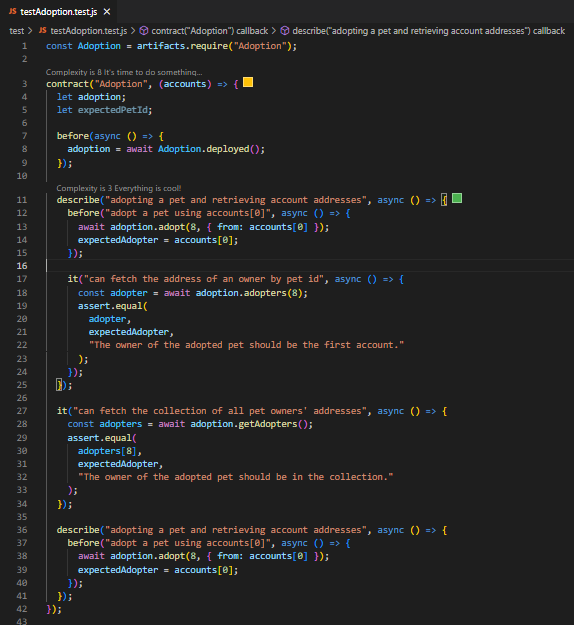 JS testAdoption.test.js ×
test > JS testAdoption.test.js > contract("Adoption") callback > describe("adopting a pet and retrieving account addresses") callback
1 const Adoption = artifacts.require("Adoption");
2
Complexity is 8 It's time to do something...
3 contract("Adoption", (accounts) => {
4 let adoption;
5 let expectedPetId;
6
7 before(async () => {
8 adoption = await Adoption.deployed();
9 });
10
Complexity is 3 Everything is cool!
11 describe("adopting a pet and retrieving account addresses", async () => {
12 before("adopt a pet using accounts[0]", async () => {
13 await adoption.adopt(8, { from: accounts[0] });
14 expectedAdopter = accounts[0];
15 });
16
17 it("can fetch the address of an owner by pet id", async () => {
18 const adopter = await adoption.adopters(8);
19 assert.equal(
20 adopter,
21 expectedAdopter,
22 "The owner of the adopted pet should be the first account."
23 );
24 });
25 });
26
27 it("can fetch the collection of all pet owners' addresses", async () => {
28 const adopters = await adoption.getAdopters();
29 assert.equal(
30 adopters[8],
31 expectedAdopter,
32 "The owner of the adopted pet should be in the collection."
33 );
34 });
35
36 describe("adopting a pet and retrieving account addresses", async () => {
37 before("adopt a pet using accounts[0]", async () => {
38 await adoption.adopt(8, { from: accounts[0] });
39 expectedAdopter = accounts[0];
40 });
41 });
42 });
43